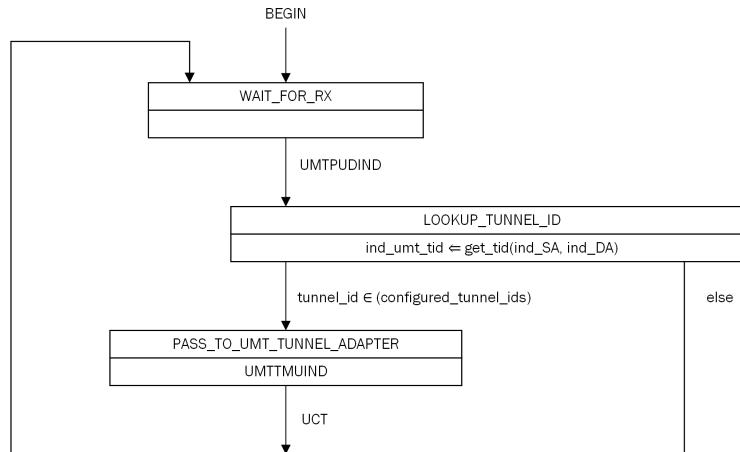 BEGIN
WAIT_FOR_RX
UMTPUDIND
LOOKUP_TUNNEL_ID
ind_umt_tid ⇐ get_tid(ind_SA, ind_DA)
tunnel_id ∈ (configured_tunnel_ids)
else
PASS_TO_UMT_TUNNEL_ADAPTER
UMTTMUIND
UCT